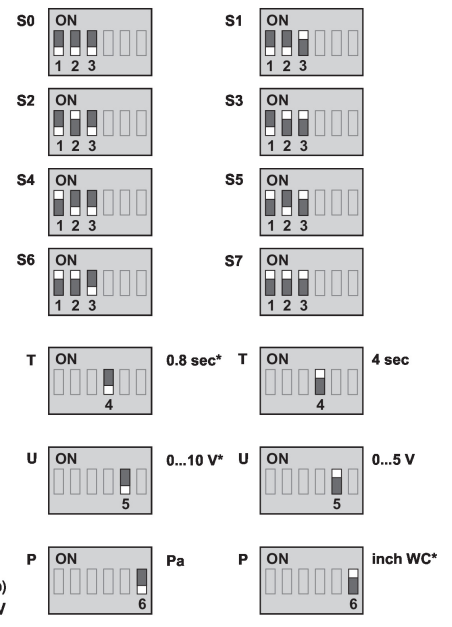 S0 ON S1 ON
1 2 3 1 2 3
S2 ON S3 ON
1 2 3 1 2 3
S4 ON S5 ON
1 2 3 1 2 3
S6 ON S7 ON
1 2 3 1 2 3
T ON 0.8 sec* T ON 4 sec
4 4
U ON 0...10 V* U ON 0...5 V
5 5
P ON Pa P ON inch WC*
6 6
)
V